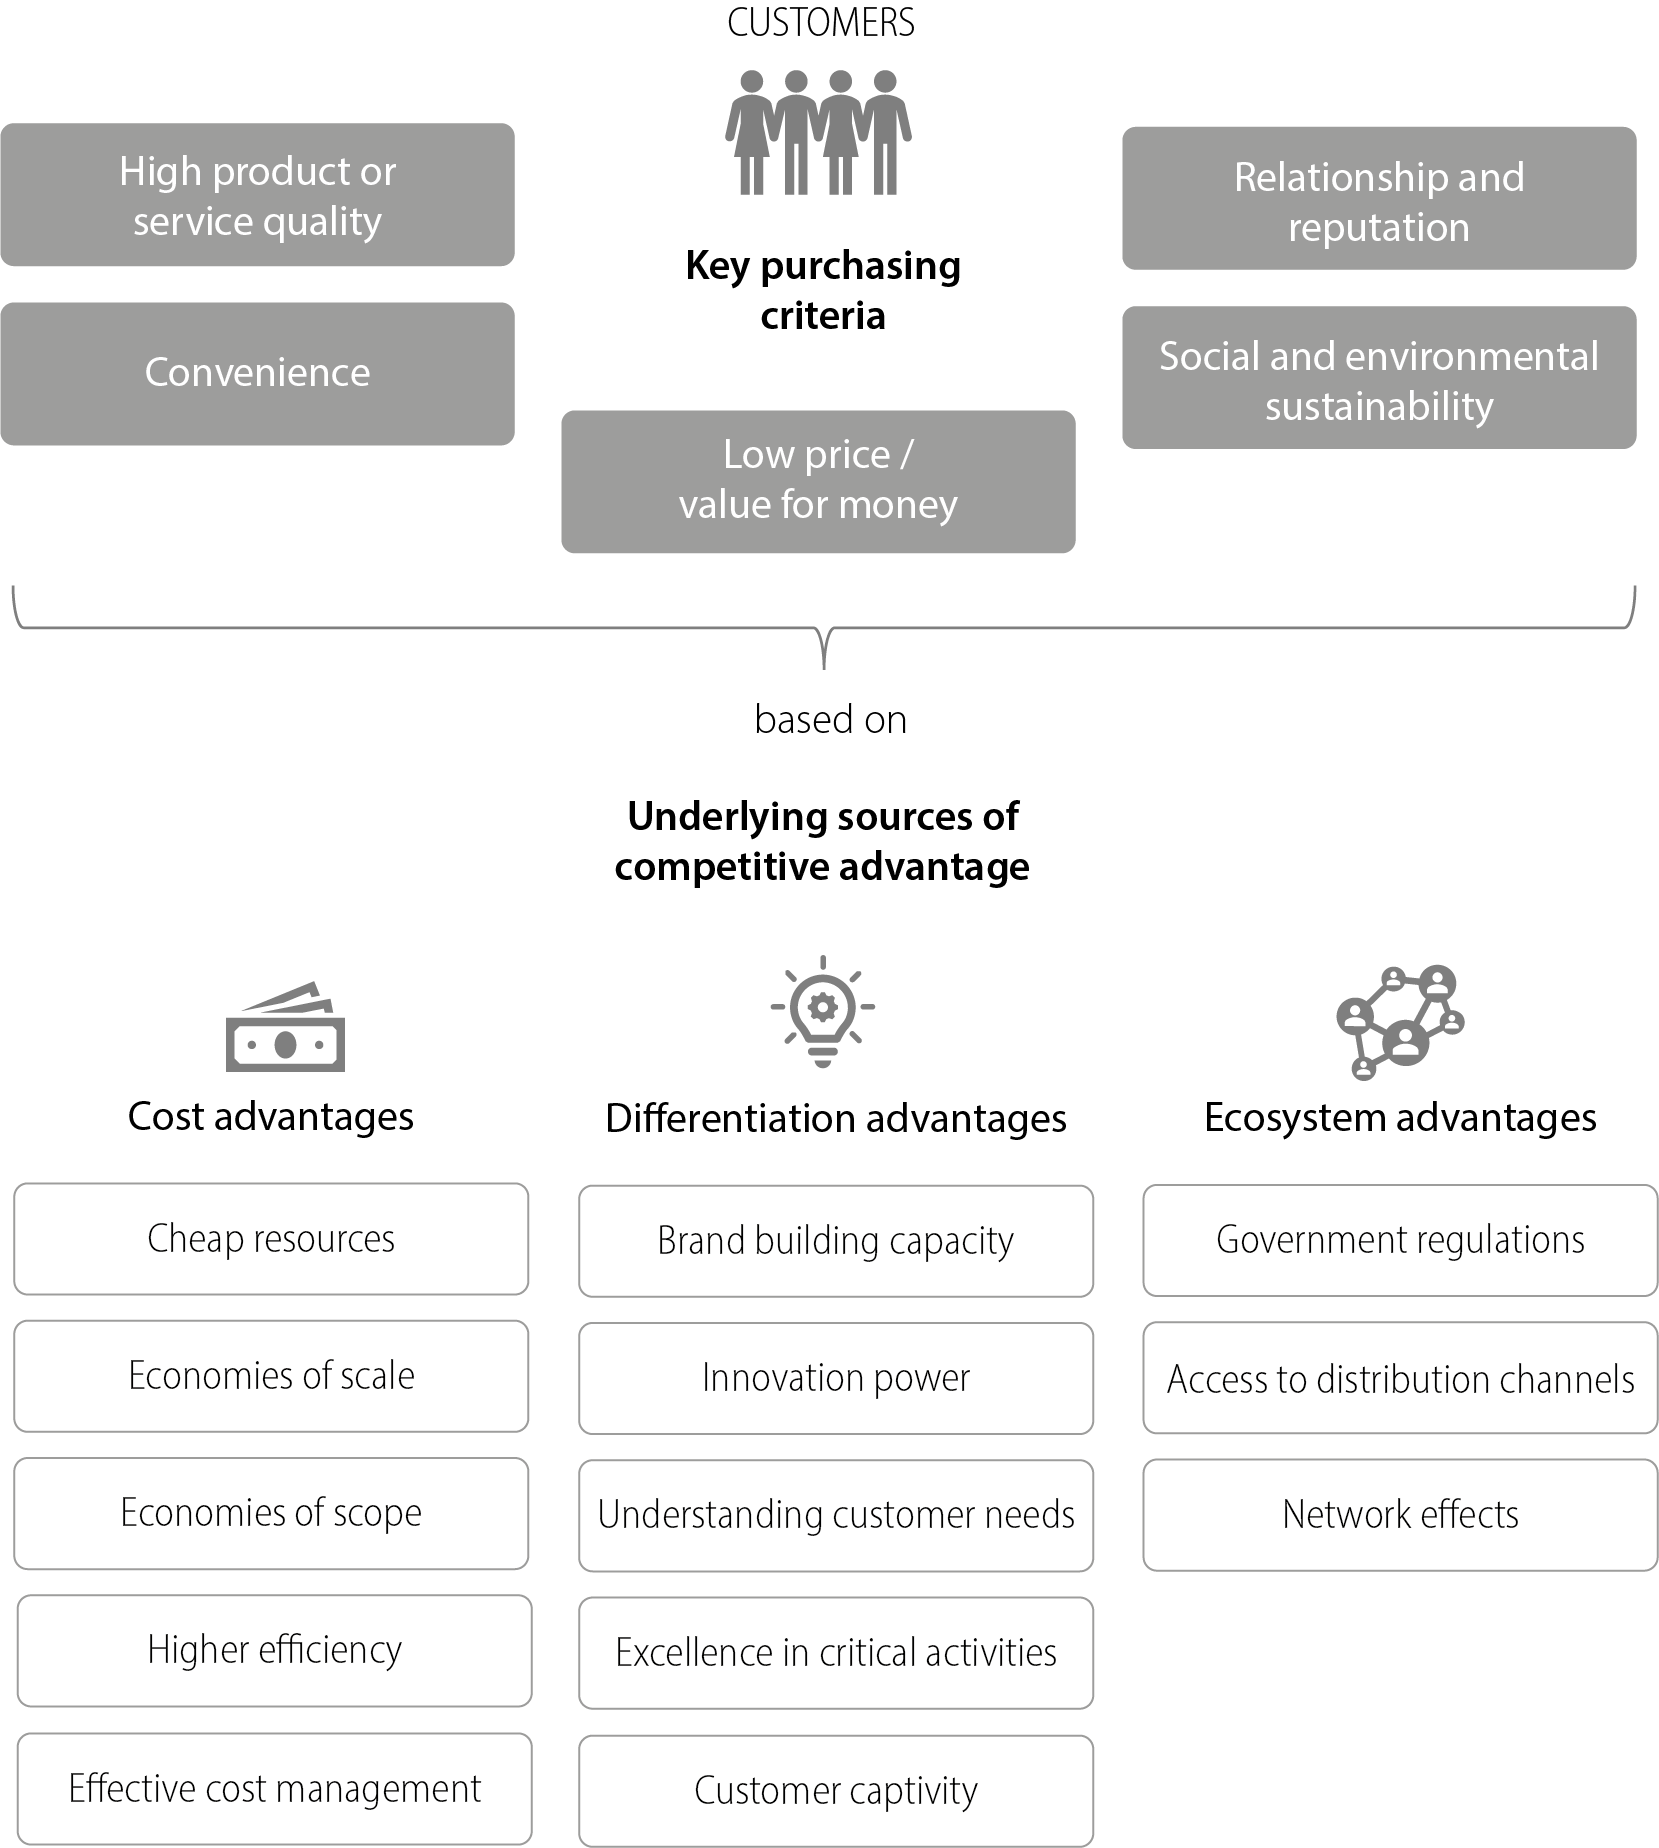 CUSTOMERS
High product or
service quality
Convenience
Key purchasing
criteria
Low price /
value for money
Relationship and
reputation
Social and environmental
sustainability
based on
Underlying sources of
competitive advantage
Cost advantages
Cheap resources
Economies of scale
Economies of scope
Higher efficiency
Effective cost management
Differentiation advantages
Brand building capacity
Innovation power
Understanding customer needs
Excellence in critical activities
Customer captivity
Ecosystem advantages
Government regulations
Access to distribution channels
Network effects